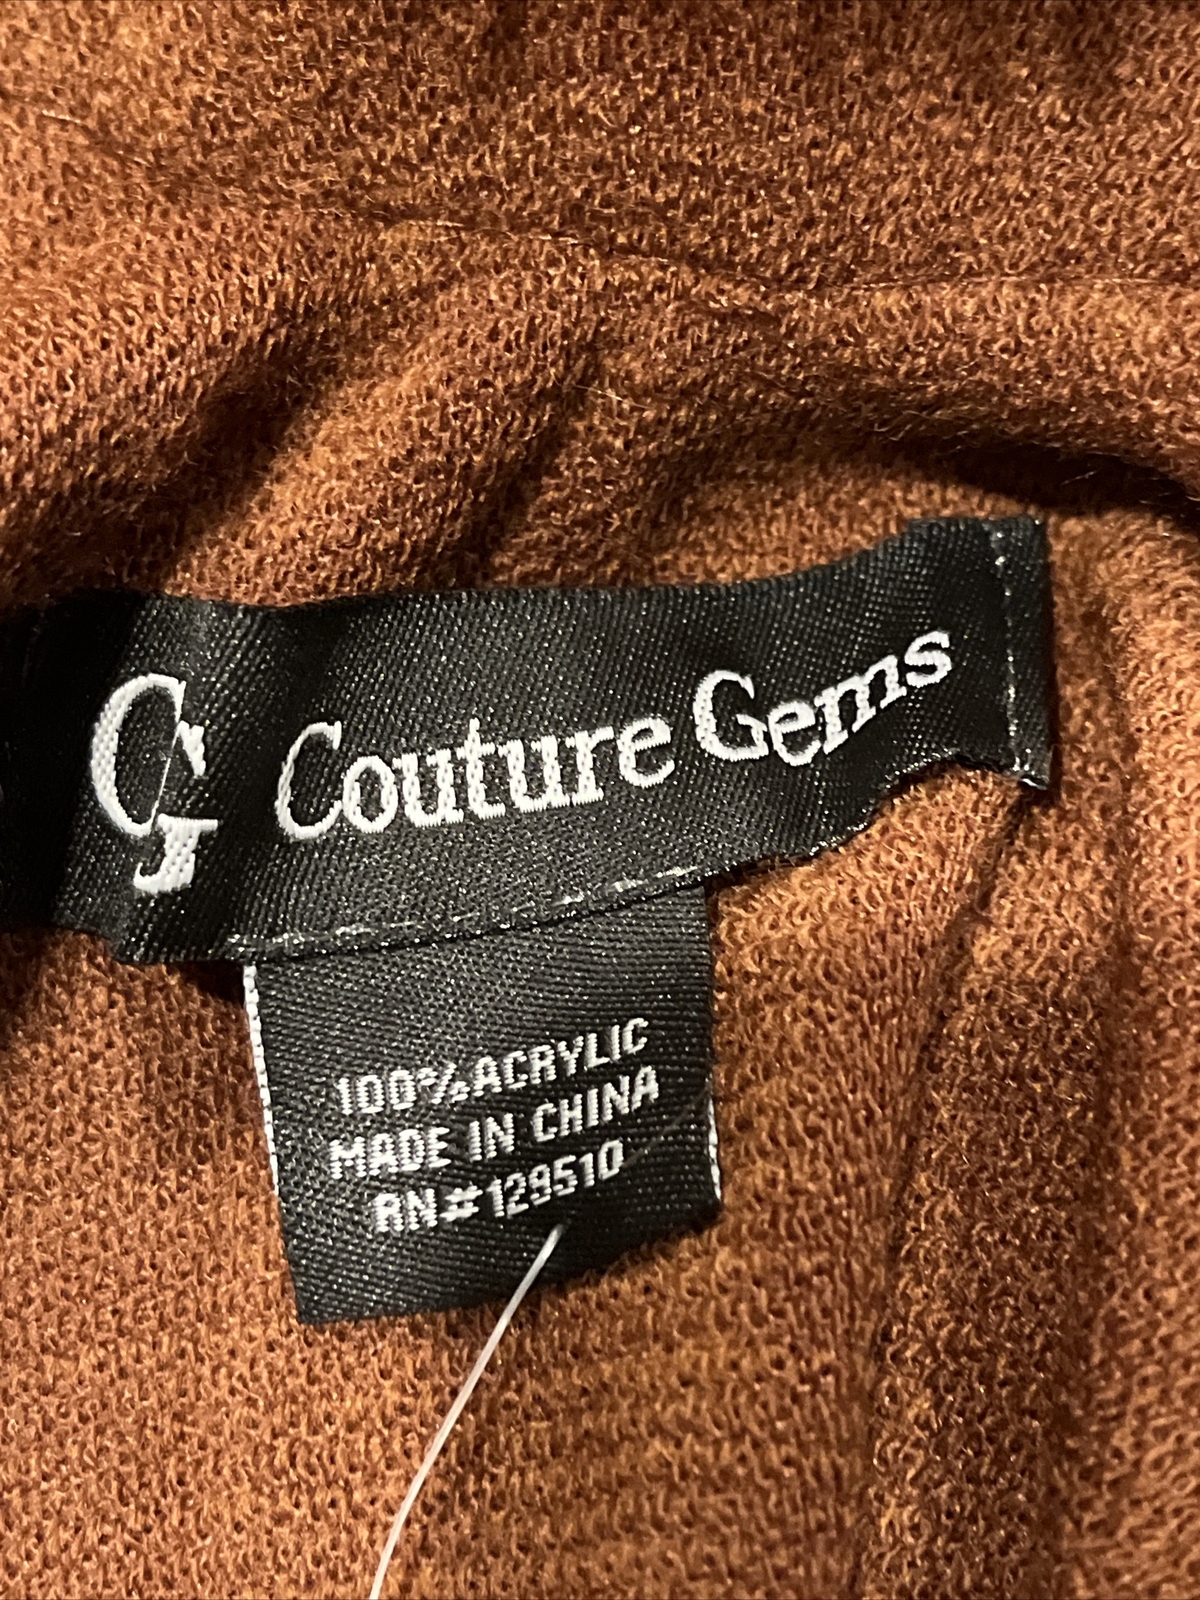 CG Couture Gems
100% ACRYLIC
MADE IN CHINA
RN#129510